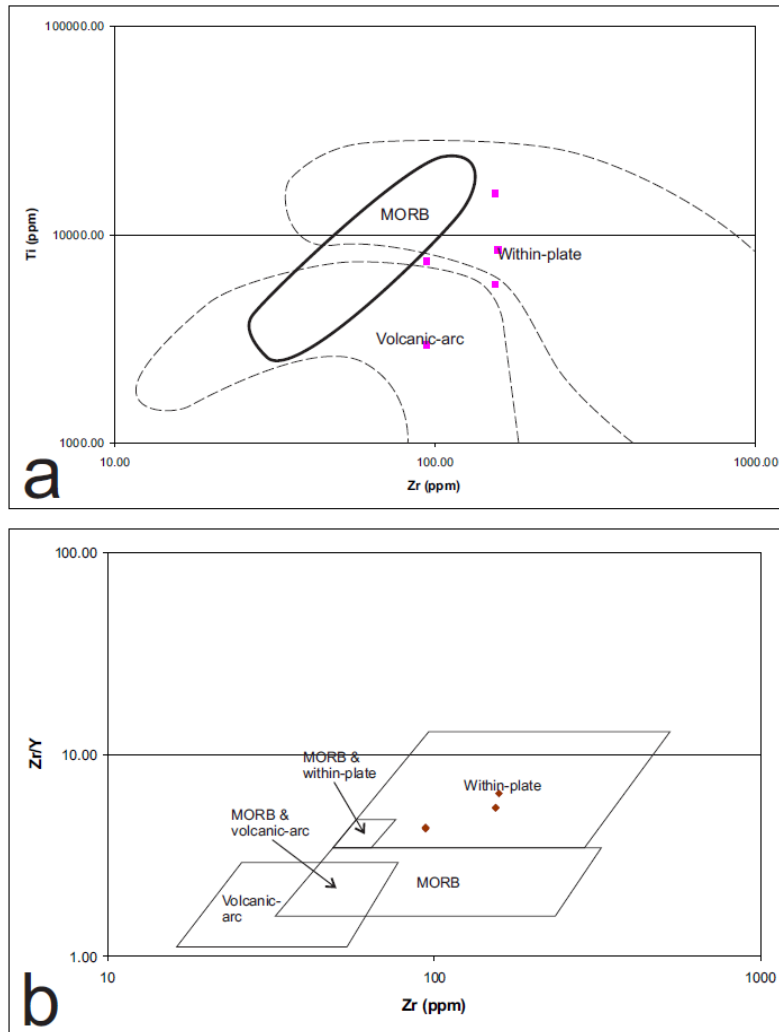 100000.00
10000.00
1000.00
Ti (ppm)
MORB
Within-plate
Volcanic-arc
10.00
100.00
1000.00
Zr (ppm)
a
100.00
10.00
1.00
Zr/Y
MORB &
within-plate
Within-plate
MORB &
volcanic-arc
MORB
Volcanic-
arc
10
100
1000
Zr (ppm)
b